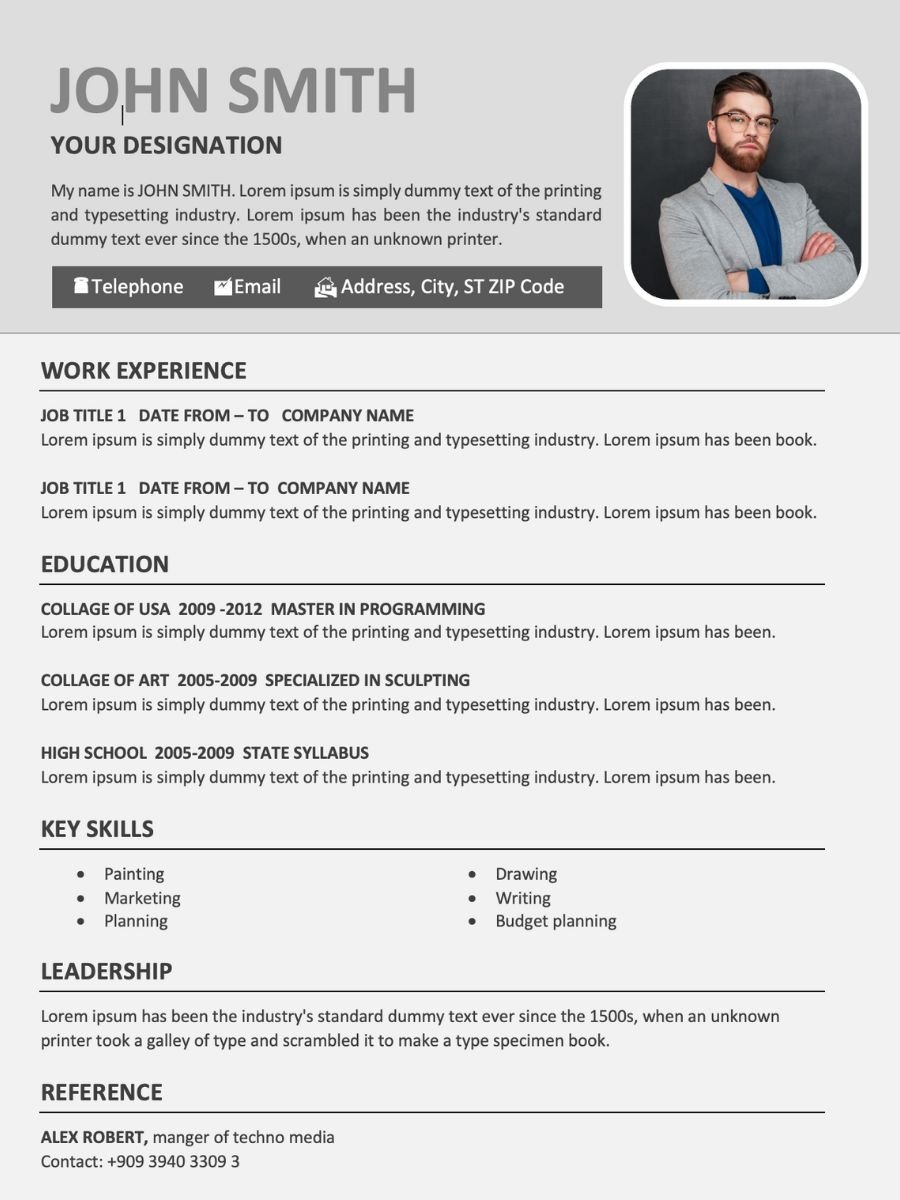 JOHN SMITH
YOUR DESIGNATION
My name is JOHN SMITH. Lorem ipsum is simply dummy text of the printing
and typesetting industry. Lorem ipsum has been the industry's standard
dummy text ever since the 1500s, when an unknown printer.
Telephone Email Address, City, ST ZIP Code
WORK EXPERIENCE
JOB TITLE 1 DATE FROM – TO COMPANY NAME
Lorem ipsum is simply dummy text of the printing and typesetting industry. Lorem ipsum has been book.
JOB TITLE 1 DATE FROM – TO COMPANY NAME
Lorem ipsum is simply dummy text of the printing and typesetting industry. Lorem ipsum has been book.
EDUCATION
COLLAGE OF USA 2009 -2012 MASTER IN PROGRAMMING
Lorem ipsum is simply dummy text of the printing and typesetting industry. Lorem ipsum has been.
COLLAGE OF ART 2005-2009 SPECIALIZED IN SCULPTING
Lorem ipsum is simply dummy text of the printing and typesetting industry. Lorem ipsum has been.
HIGH SCHOOL 2005-2009 STATE SYLLABUS
Lorem ipsum is simply dummy text of the printing and typesetting industry. Lorem ipsum has been.
KEY SKILLS
• Painting
• Marketing
• Planning
• Drawing
• Writing
• Budget planning
LEADERSHIP
Lorem ipsum has been the industry's standard dummy text ever since the 1500s, when an unknown
printer took a galley of type and scrambled it to make a type specimen book.
REFERENCE
ALEX ROBERT, manger of techno media
Contact: +909 3940 3309 3